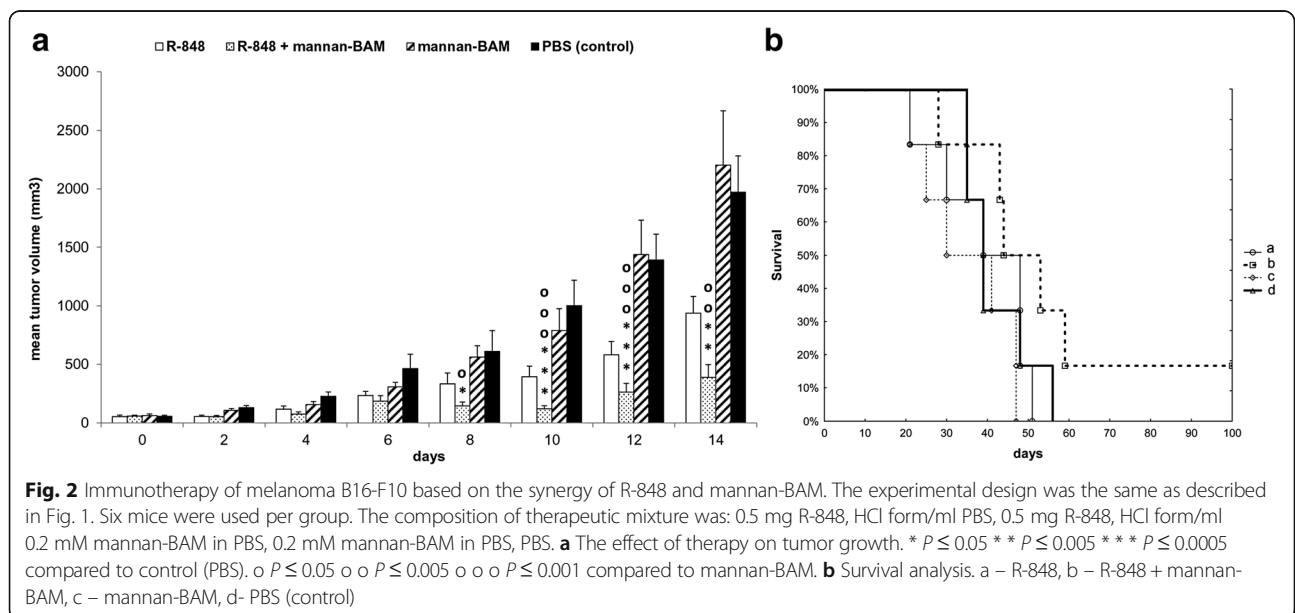 a
R-848 R-848 + mannan-BAM mannan-BAM PBS (control)
3000
2500
2000
1500
1000
500
0
mean tumor volume (mm3)
o
*
o
o
o
*
*
*
o
o
o
*
*
*
o
o
*
*
0 2 4 6 8 10 12 14
days
b
100%
90%
80%
70%
60%
50%
40%
30%
20%
10%
0%
Survival
0 10 20 30 40 50 60 70 80 90 100
days
a
b
c
d
Fig. 2 Immunotherapy of melanoma B16-F10 based on the synergy of R-848 and mannan-BAM. The experimental design was the same as described
in Fig. 1. Six mice were used per group. The composition of therapeutic mixture was: 0.5 mg R-848, HCl form/ml PBS, 0.5 mg R-848, HCl form/ml
0.2 mM mannan-BAM in PBS, 0.2 mM mannan-BAM in PBS, PBS. a The effect of therapy on tumor growth. * P ≤ 0.05 * * P ≤ 0.005 * * * P ≤ 0.0005
compared to control (PBS). o P ≤ 0.05 o o P ≤ 0.005 o o o P ≤ 0.001 compared to mannan-BAM. b Survival analysis. a – R-848, b – R-848 + mannan-
BAM, c – mannan-BAM, d- PBS (control)